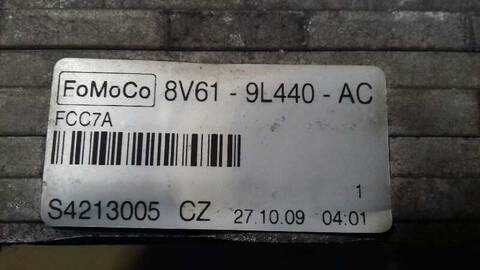 FoMoCo 8V61 - 9L440 - AC
FCC7A
1
S4213005 CZ 27.10.09 04:01